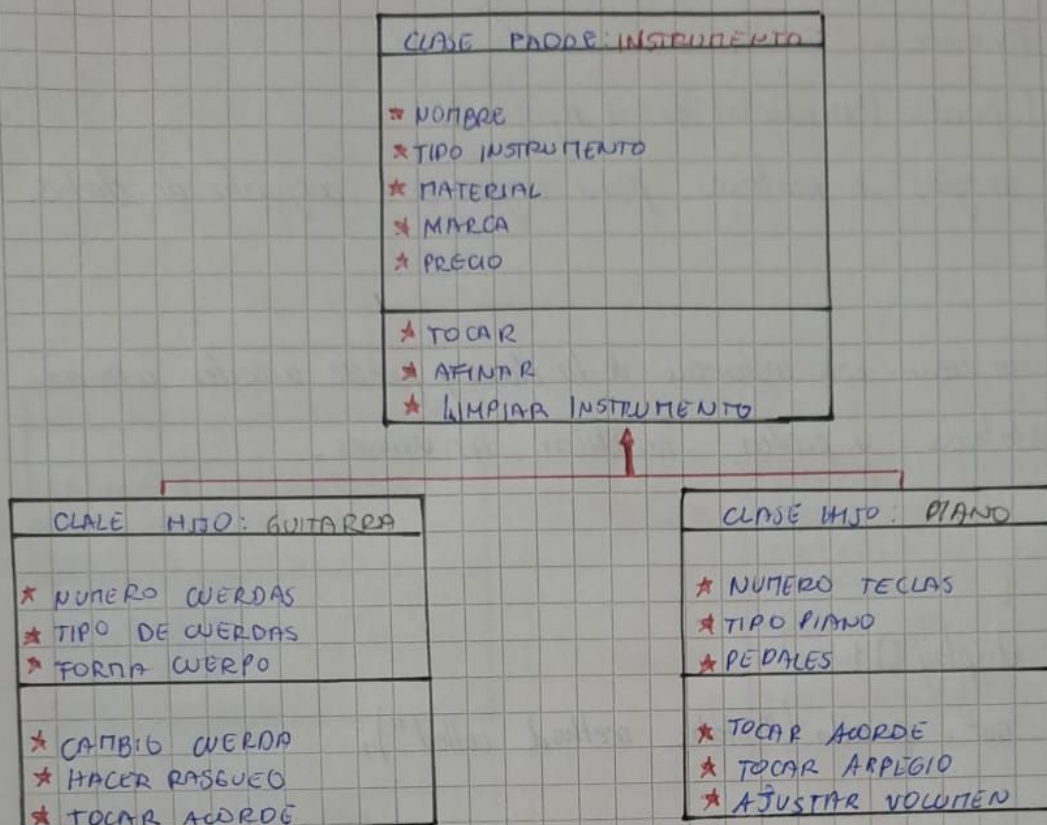 CLASE PADRE: INSTRUMENTO
* NOMBRE
* TIPO INSTRUMENTO
* MATERIAL
* MARCA
* PRECIO
* TOCAR
* AFINAR
* LIMPIAR INSTRUMENTO
CLALE HIJO: GUITARRA
* NUMERO CUERDAS
* TIPO DE CUERDAS
* FORMA CUERPO
* CAMBIO CUERDA
* HACER RASGUEO
* TOCAR ACORDE
CLASE HIJO: PIANO
* NUMERO TECLAS
* TIPO PIANO
* PEDALES
* TOCAR ACORDE
* TOCAR ARPEGIO
* AJUSTAR VOLUMEN